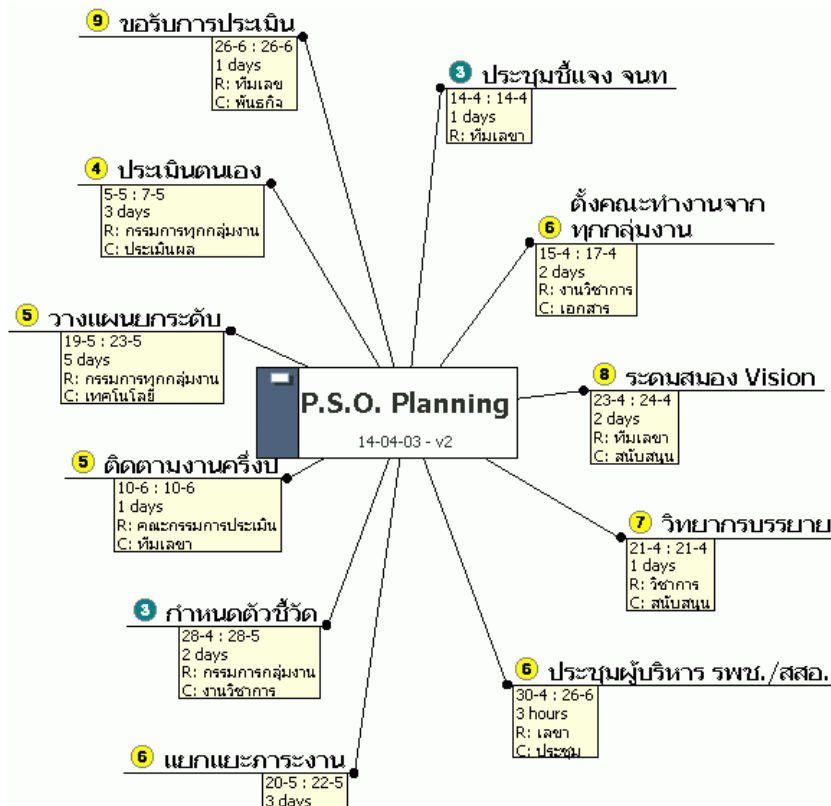 P.S.O. Planning
14-04-03 - v2
3 ประชุมชี้แจง จนท
14-4 : 14-4
1 days
R: ทีมเลขา
ตั้งคณะทำงานจาก
6 ทุกกลุ่มงาน
15-4 : 17-4
2 days
R: งานวิชาการ
C: เอกสาร
8 ระดมสมอง Vision
23-4 : 24-4
2 days
R: ทีมเลขา
C: สนับสนุน
7 วิทยากรบรรยาย
21-4 : 21-4
1 days
R: วิชาการ
C: สนับสนุน
6 ประชุมผู้บริหาร รพช./สสอ.
30-4 : 26-6
3 hours
R: เลขา
C: ประชุม
6 แยกแยะภาระงาน
20-5 : 22-5
3 days
3 กำหนดตัวชี้วัด
28-4 : 28-5
2 days
R: กรรมการกลุ่มงาน
C: งานวิชาการ
5 ติดตามงานครึ่งป
10-6 : 10-6
1 days
R: คณะกรรมการประเมิน
C: ทีมเลขา
5 วางแผนยกระดับ
19-5 : 23-5
5 days
R: กรรมการทุกกลุ่มงาน
C: เทคโนโลยี
4 ประเมินตนเอง
5-5 : 7-5
3 days
R: กรรมการทุกกลุ่มงาน
C: ประเมินผล
9 ขอรับการประเมิน
26-6 : 26-6
1 days
R: ทีมเลข
C: พันธกิจ